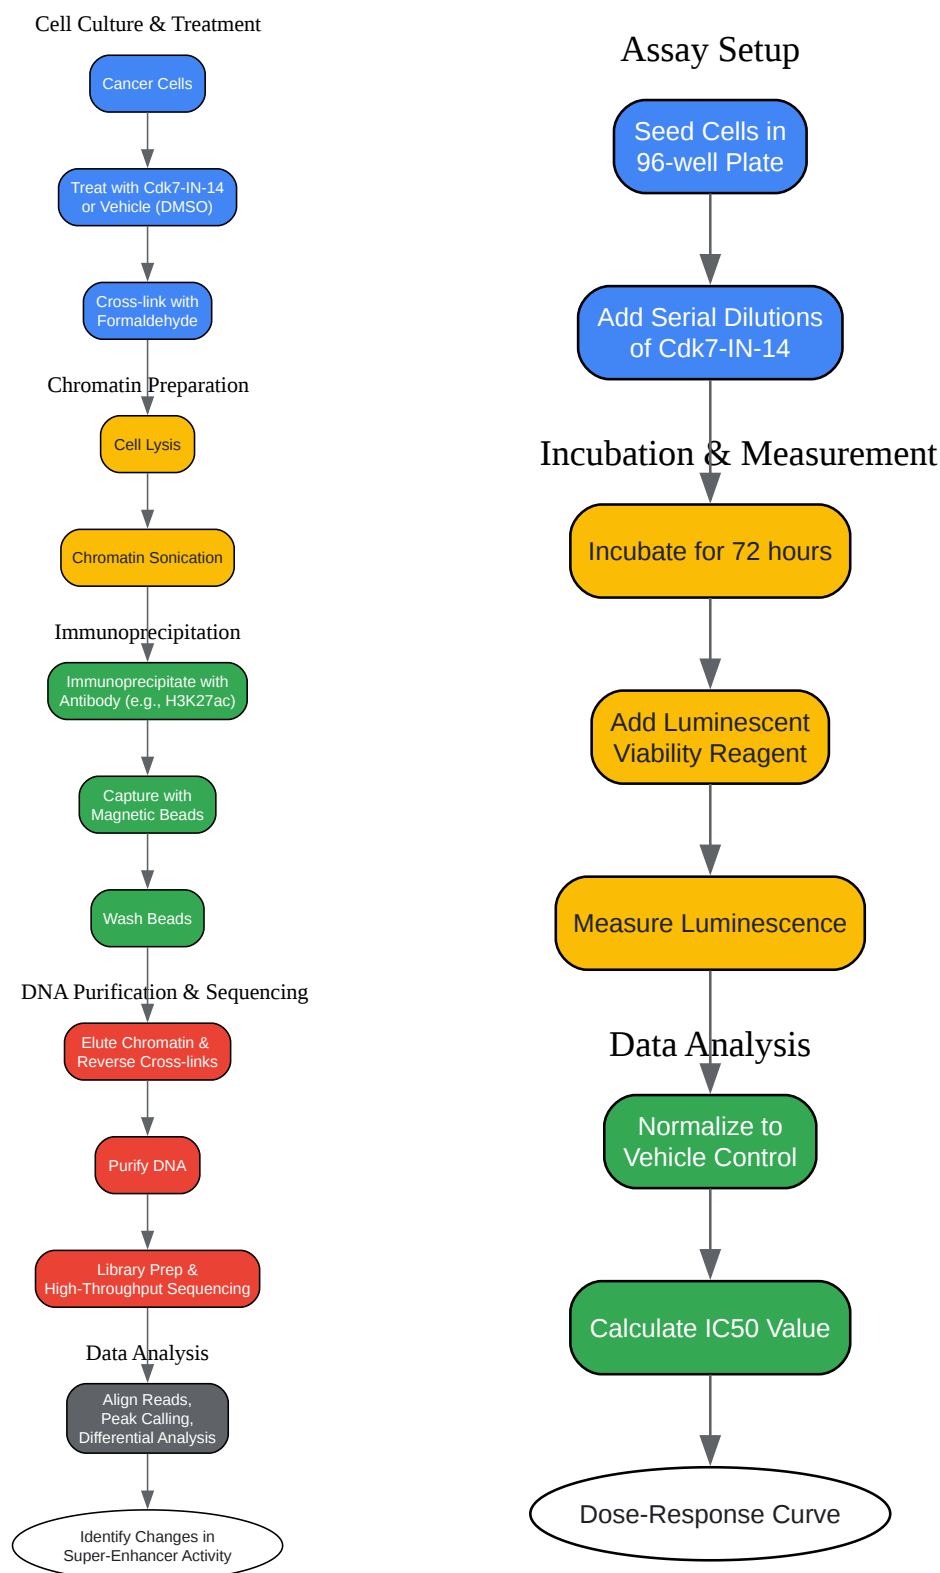 Cell Culture & Treatment
Cancer Cells
Treat with Cdk7-IN-14
or Vehicle (DMSO)
Cross-link with
Formaldehyde
Chromatin Preparation
Cell Lysis
Chromatin Sonication
Immunoprecipitation
Immunoprecipitate with
Antibody (e.g., H3K27ac)
Capture with
Magnetic Beads
Wash Beads
DNA Purification & Sequencing
Elute Chromatin &
Reverse Cross-links
Purify DNA
Library Prep &
High-Throughput Sequencing
Data Analysis
Align Reads,
Peak Calling,
Differential Analysis
Identify Changes in
Super-Enhancer Activity
Assay Setup
Seed Cells in
96-well Plate
Add Serial Dilutions
of Cdk7-IN-14
Incubation & Measurement
Incubate for 72 hours
Add Luminescent
Viability Reagent
Measure Luminescence
Data Analysis
Normalize to
Vehicle Control
Calculate IC50 Value
Dose-Response Curve